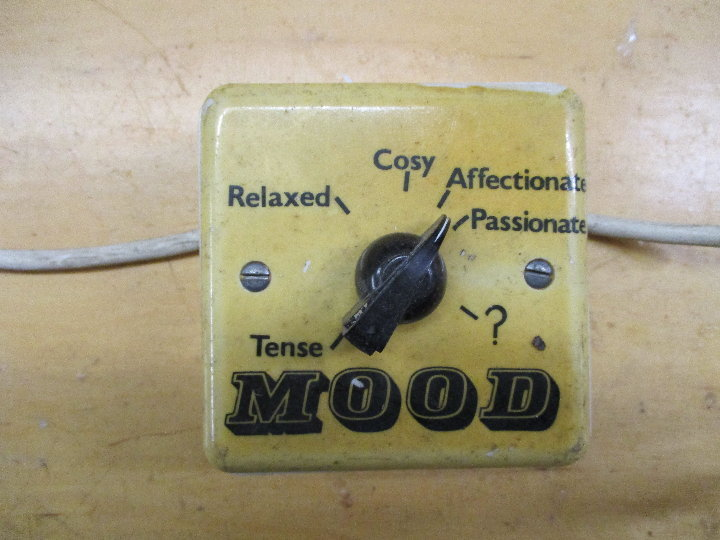 Cosy
Affectionate
Relaxed
Passionate
?
Tense
MOOD